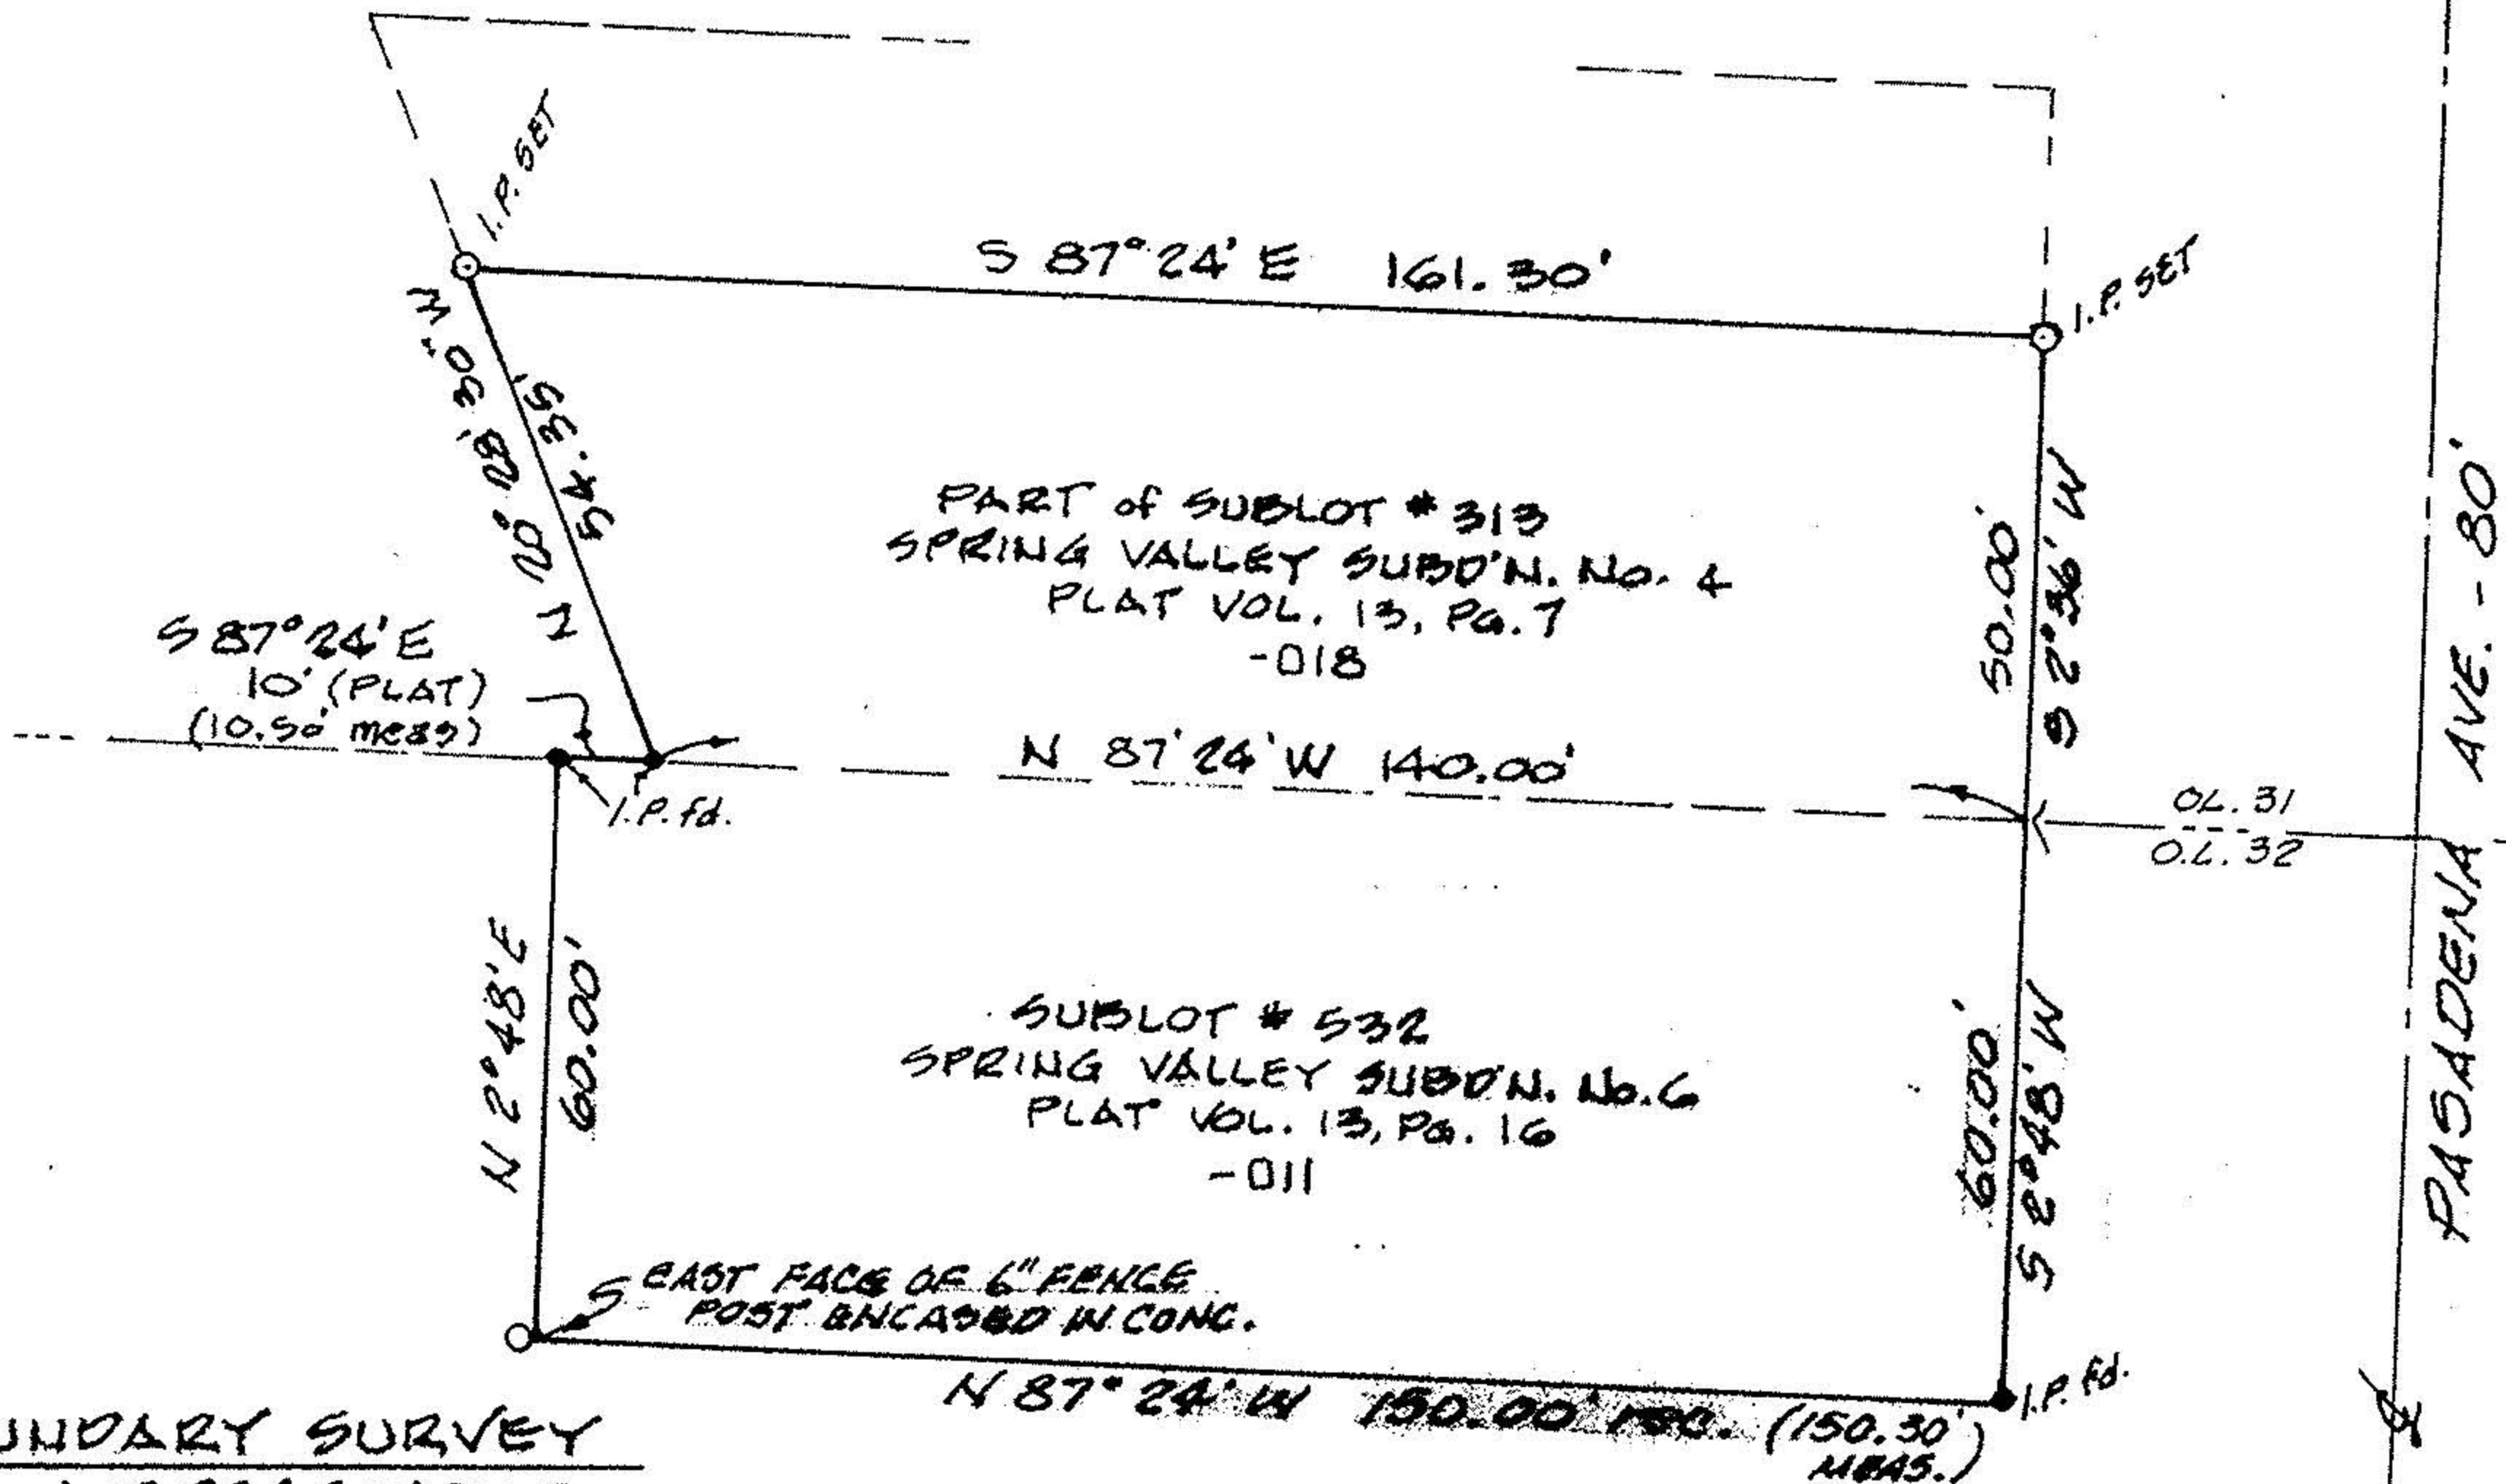 I.P. SET
S 87°24' E 161.30'
I.P. SET
N 20°28'30" W
54.35'
PART of SUBLOT # 313
SPRING VALLEY SUBD'N. No. 4
PLAT VOL. 13, PG. 7
-018
50.00'
S 2°36' W
S 87°24' E
10' (PLAT)
(10.50' meas)
I.P. fd.
N 87°24' W 140.00'
OL. 31
O.L. 32
PASADENA AVE. - 80'
N 2°48' E
60.00'
SUBLOT # 532
SPRING VALLEY SUBD'N. No. 6
PLAT VOL. 13, PG. 16
-011
60.00'
S 2°48' W
EAST FACE OF 6" FENCE
POST ENCASED IN CONC.
N 87° 24' W 150.00' rec. (150.30'
MEAS.)
I.P. fd.
UNDARY SURVEY